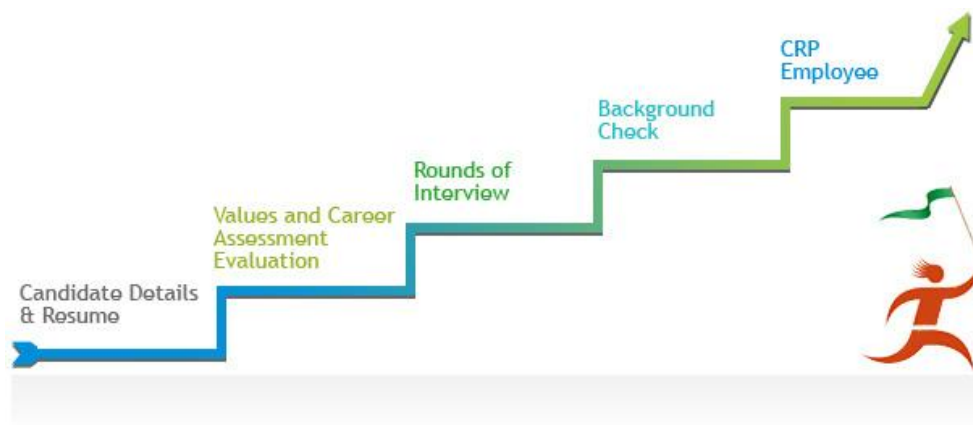 Candidate Details
& Resume
Values and Career
Assessment
Evaluation
Rounds of
Interview
Background
Check
CRP
Employee